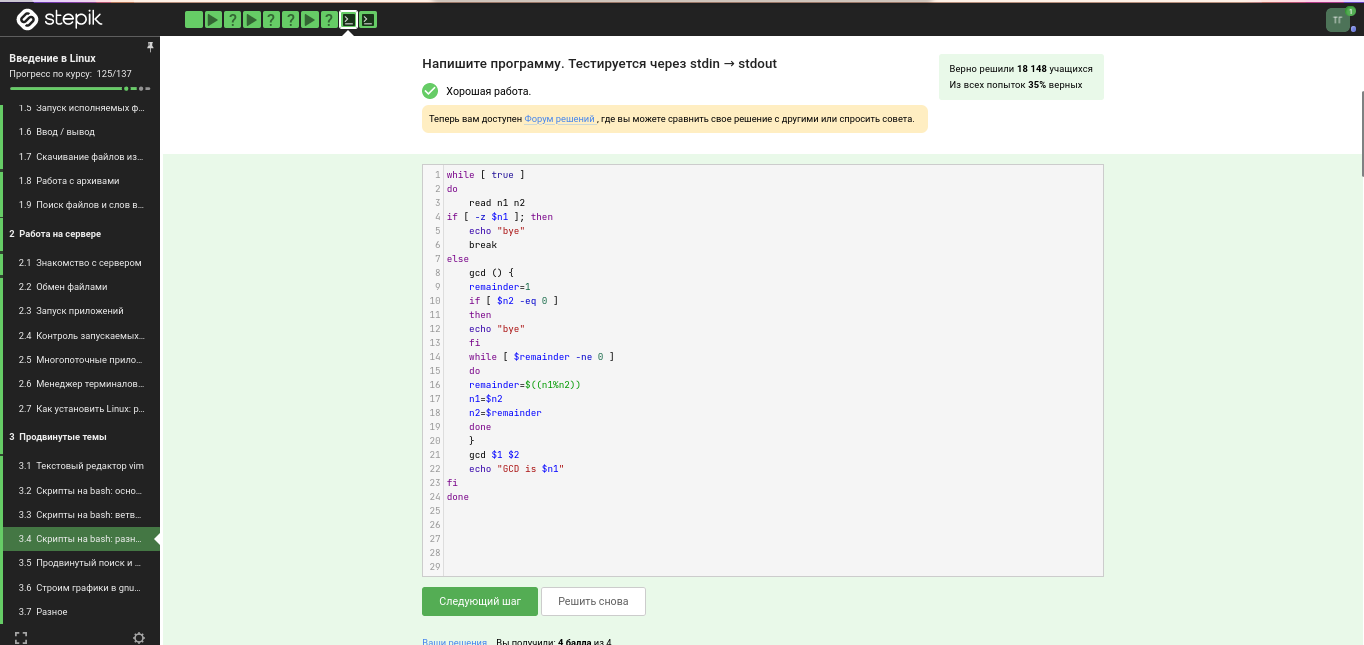 stepik
ТГ
1
Введение в Linux
Прогресс по курсу: 125/137
1.5 Запуск исполняемых ф...
1.6 Ввод / вывод
1.7 Скачивание файлов из...
1.8 Работа с архивами
1.9 Поиск файлов и слов в...
2 Работа на сервере
2.1 Знакомство с сервером
2.2 Обмен файлами
2.3 Запуск приложений
2.4 Контроль запускаемых...
2.5 Многопоточные прило...
2.6 Менеджер терминалов...
2.7 Как установить Linux: р...
3 Продвинутые темы
3.1 Текстовый редактор vim
3.2 Скрипты на bash: осно...
3.3 Скрипты на bash: ветв...
3.4 Скрипты на bash: разн...
3.5 Продвинутый поиск и ...
3.6 Строим графики в gnu...
3.7 Разное
Напишите программу. Тестируется через stdin → stdout
Хорошая работа.
Теперь вам доступен Форум решений , где вы можете сравнить свое решение с другими или спросить совета.
Верно решили 18 148 учащихся
Из всех попыток 35% верных
1 while [ true ]
2 do
3     read n1 n2
4 if [ -z $n1 ]; then
5     echo "bye"
6     break
7 else
8     gcd () {
9     remainder=1
10     if [ $n2 -eq 0 ]
11     then
12     echo "bye"
13     fi
14     while [ $remainder -ne 0 ]
15     do
16     remainder=$((n1%n2))
17     n1=$n2
18     n2=$remainder
19     done
20     }
21     gcd $1 $2
22     echo "GCD is $n1"
23 fi
24 done
25
26
27
28
29
Следующий шаг
Решить снова
Ваши решения Вы получили: 4 балла из 4